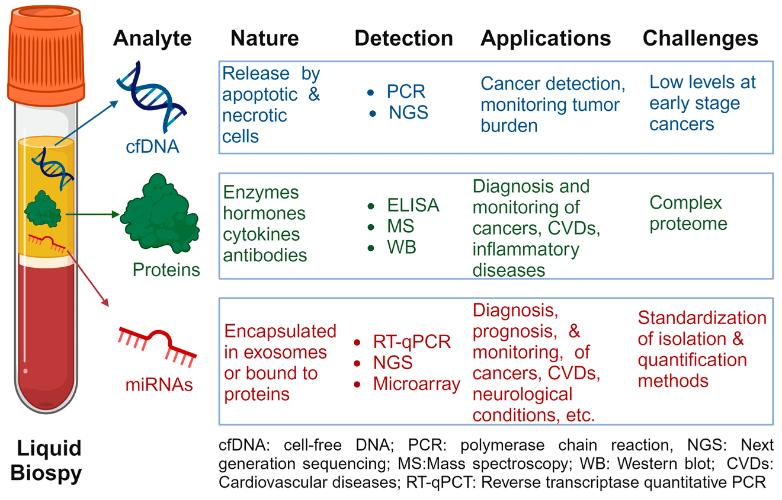 Analyte Nature Detection Applications Challenges
cfDNA
Release by
apoptotic &
necrotic
cells
• PCR
• NGS
Cancer detection,
monitoring tumor
burden
Low levels at
early stage
cancers
Proteins
Enzymes
hormones
cytokines
antibodies
• ELISA
• MS
• WB
Diagnosis and
monitoring of
cancers, CVDs,
inflammatory
diseases
Complex
proteome
miRNAs
Encapsulated
in exosomes
or bound to
proteins
• RT-qPCR
• NGS
• Microarray
Diagnosis,
prognosis, &
monitoring, of
cancers, CVDs,
neurological
conditions, etc.
Standardization
of isolation &
quantification
methods
Liquid
Biospy
cfDNA: cell-free DNA; PCR: polymerase chain reaction, NGS: Next
generation sequencing; MS:Mass spectroscopy; WB: Western blot; CVDs:
Cardiovascular diseases; RT-qPCT: Reverse transcriptase quantitative PCR